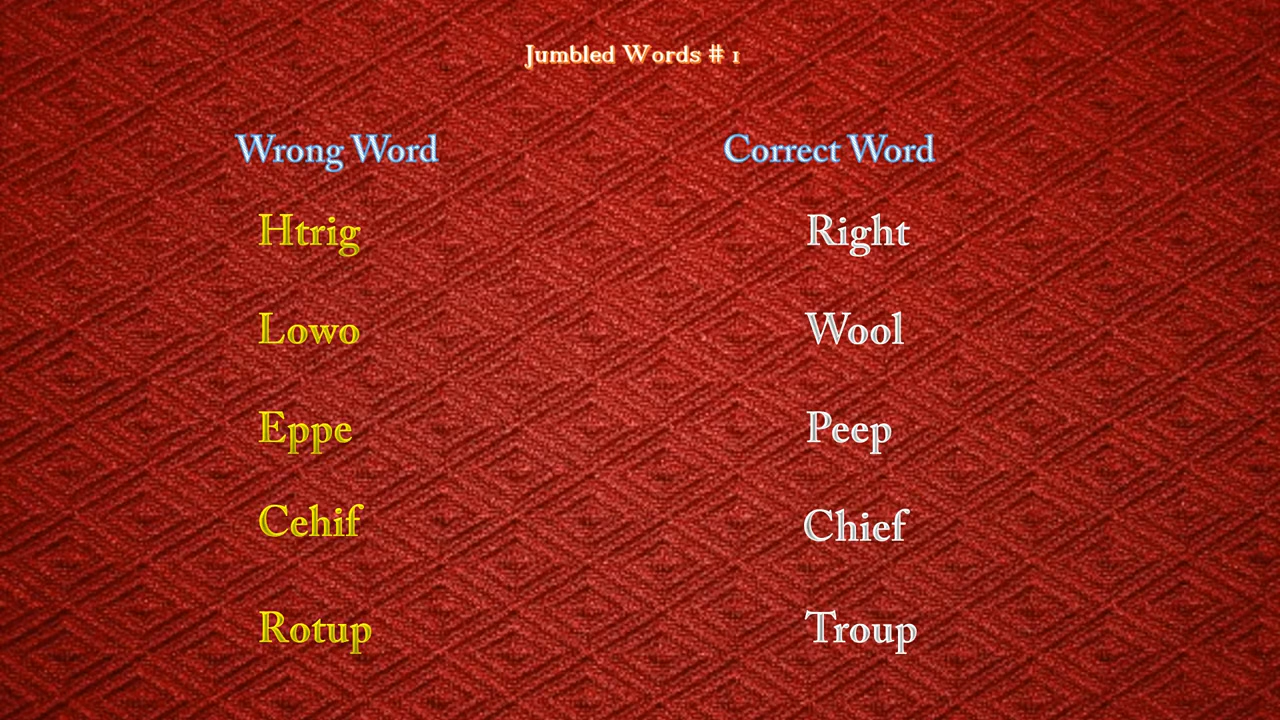 Jumbled Words # 1
Wrong Word Correct Word
Htrig Right
Lowo Wool
Eppe Peep
Cehif Chief
Rotup Troup